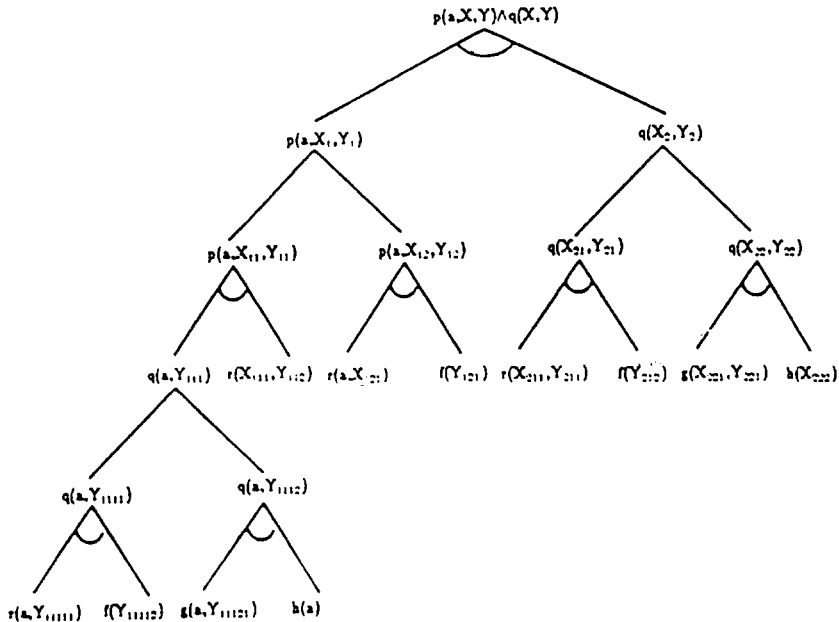 p(a,X,Y)∧q(X,Y)
p(a,X₁,Y₁) q(X₂,Y₂)
p(a,X₁₁,Y₁₁) p(a,X₁₂,Y₁₂) q(X₂₁,Y₂₁) q(X₂₂,Y₂₂)
q(a,Y₁₁₁) r(X₁₁₁,Y₁₁₂) r(a,X₁₂₁) f(Y₁₂₁) r(X₂₁₁,Y₂₁₁) f(Y₂₁₂) g(X₂₂₁,Y₂₂₁) h(X₂₂₂)
q(a,Y₁₁₁₁) q(a,Y₁₁₁₂)
r(a,Y₁₁₁₁₁) f(Y₁₁₁₁₂) g(a,Y₁₁₁₂₁) h(a)